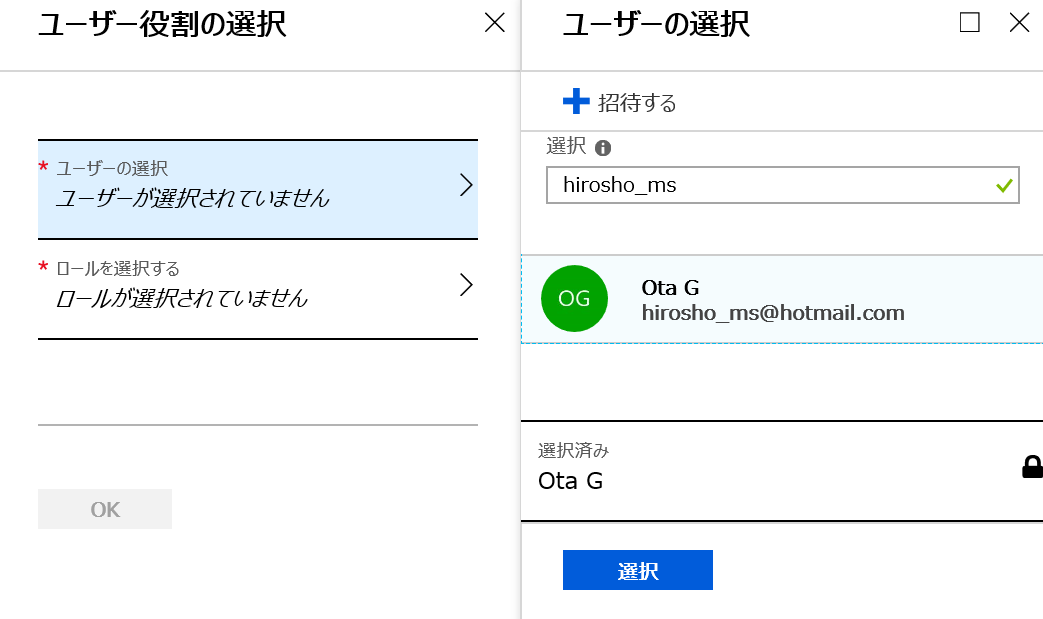 ユーザー役割の選択
* ユーザーの選択
ユーザーが選択されていません
* ロールを選択する
ロールが選択されていません
OK
ユーザーの選択
招待する
選択
hirosho_ms
OG
Ota G
hirosho_ms@hotmail.com
選択済み
Ota G
選択